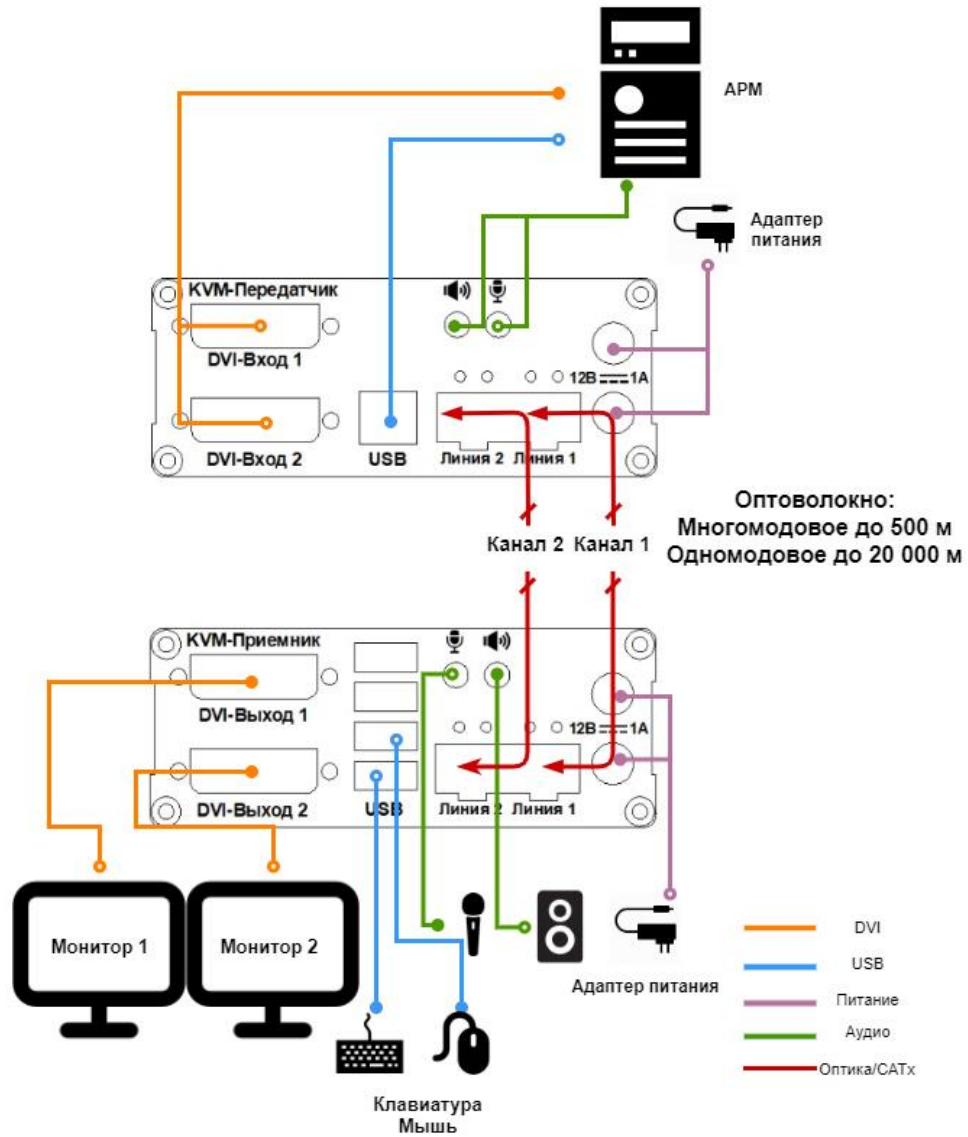 АРМ
Адаптер
питания
KVM-Передатчик
DVI-Вход 1
12В 1А
DVI-Вход 2
USB
Линия 2 Линия 1
Оптоволокно:
Многомодовое до 500 м
Одномодовое до 20 000 м
Канал 2 Канал 1
KVM-Приемник
DVI-Выход 1
12В 1А
DVI-Выход 2
USB
Линия 2 Линия 1
Монитор 1
Монитор 2
Адаптер питания
Клавиатура
Мышь
DVI
USB
Питание
Аудио
Оптика/CATx